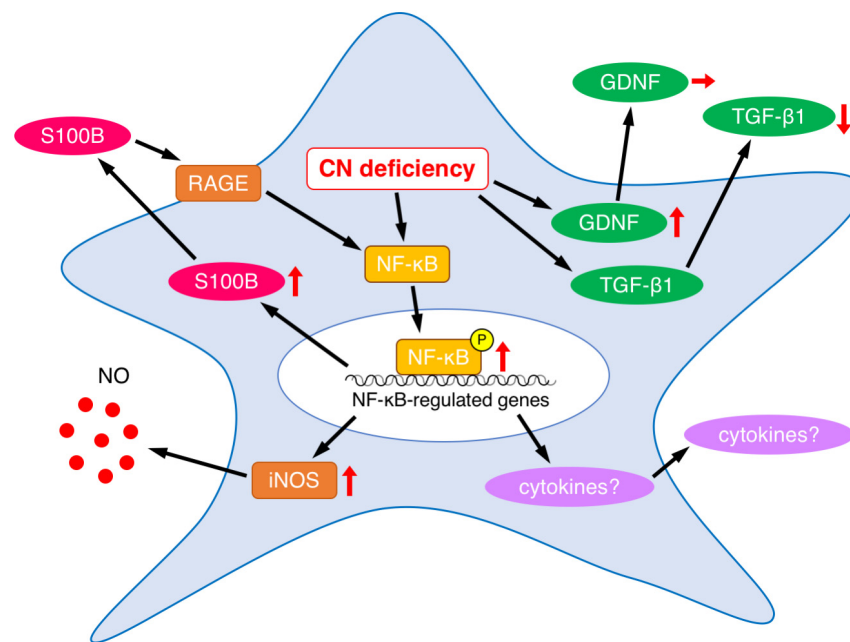 GDNF
TGF-β1
S100B
CN deficiency
RAGE
GDNF
NF-κB
S100B
TGF-β1
P
NF-κB
NO
NF-κB-regulated genes
cytokines?
iNOS
cytokines?